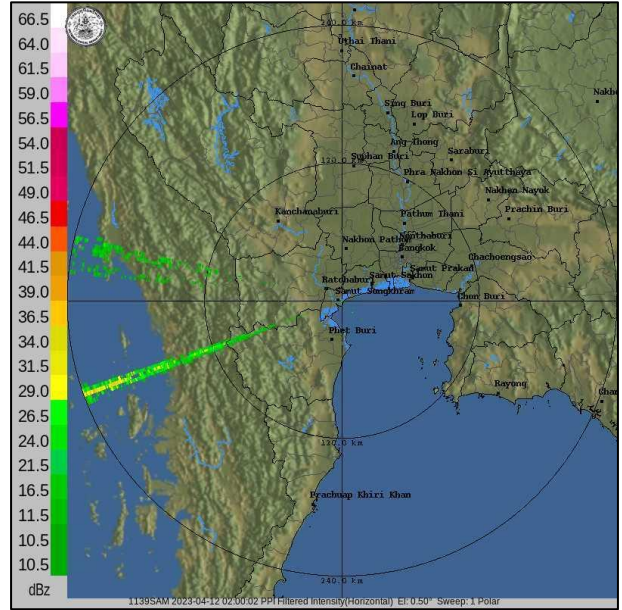 66.5
64.0
61.5
59.0
56.5
54.0
51.5
49.0
46.5
44.0
41.5
39.0
36.5
34.0
31.5
29.0
26.5
24.0
21.5
16.5
15.5
10.5
dBz
240.0 km
Uthai Thani
Chainat
Sing Buri
Lop Buri
Ang Thong
Saraburi
120.0 km
Suphan Buri
Phra Nakhon Si Ayutthaya
Nakhon Nayok
Kanchanaburi
Pathum Thani
Prachin Buri
Nonthaburi
Nakhon Pathom
Bangkok
Chachoengsao
Samut Prakan
Samut Sakhon
Ratchaburi
Samut Songkhram
Chon Buri
Phet Buri
Rayong
Chan
120.0 km
Prachuap Khiri Khan
240.0 km
1139SAM 2023-04-12 02:00:02 PPI Filtered Intensity(Horizontal) El: 0.50° Sweep: 1 Polar